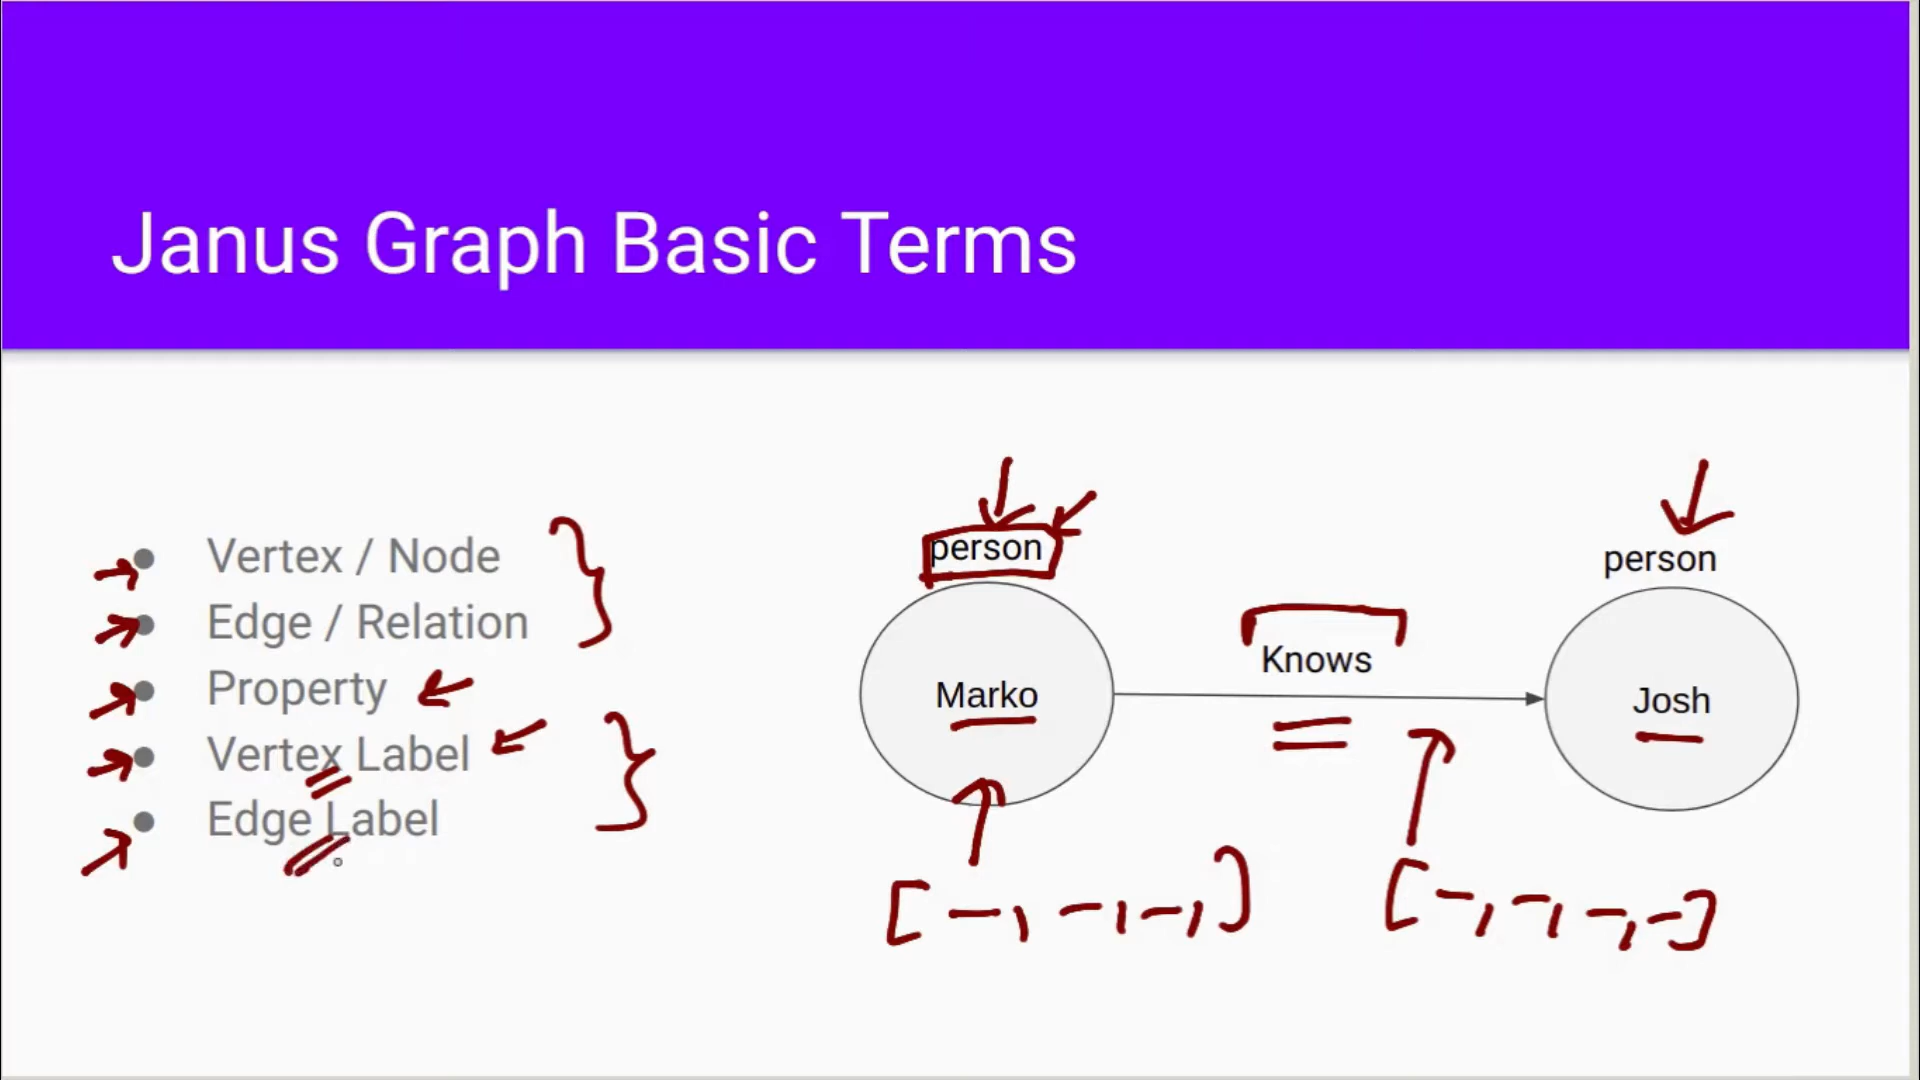 Janus Graph Basic Terms
Vertex / Node
Edge / Relation
Property
Vertex Label
Edge Label
person
person
Knows
Marko
Josh
[-, -, -, ]
[-, -, -, -]